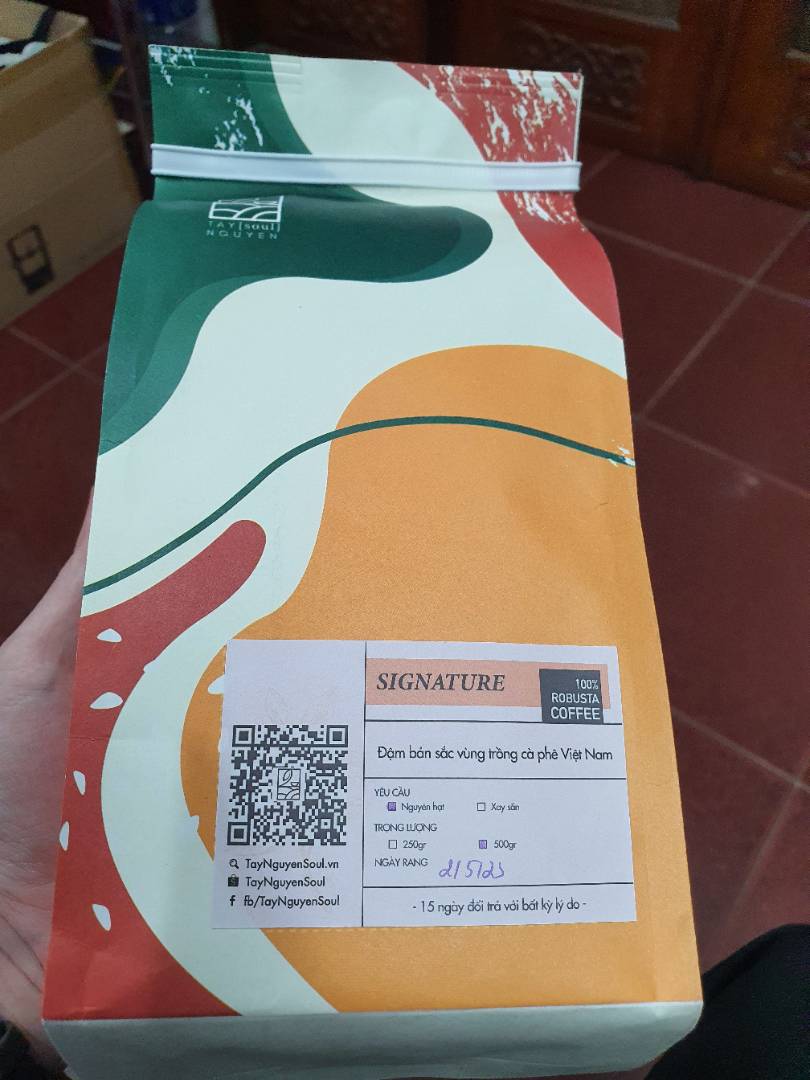 TAY[soul]
NGUYEN
SIGNATURE
100%
ROBUSTA
COFFEE
Đậm bản sắc vùng trồng cà phê Việt Nam
YÊU CẦU
Nguyên hạt
Xay sẵn
TRỌNG LƯỢNG
250gr
500gr
NGÀY RANG 2/5/23
- 15 ngày đổi trả với bất kỳ lý do -
TayNguyenSoul.vn
TayNguyenSoul
fb/TayNguyenSoul